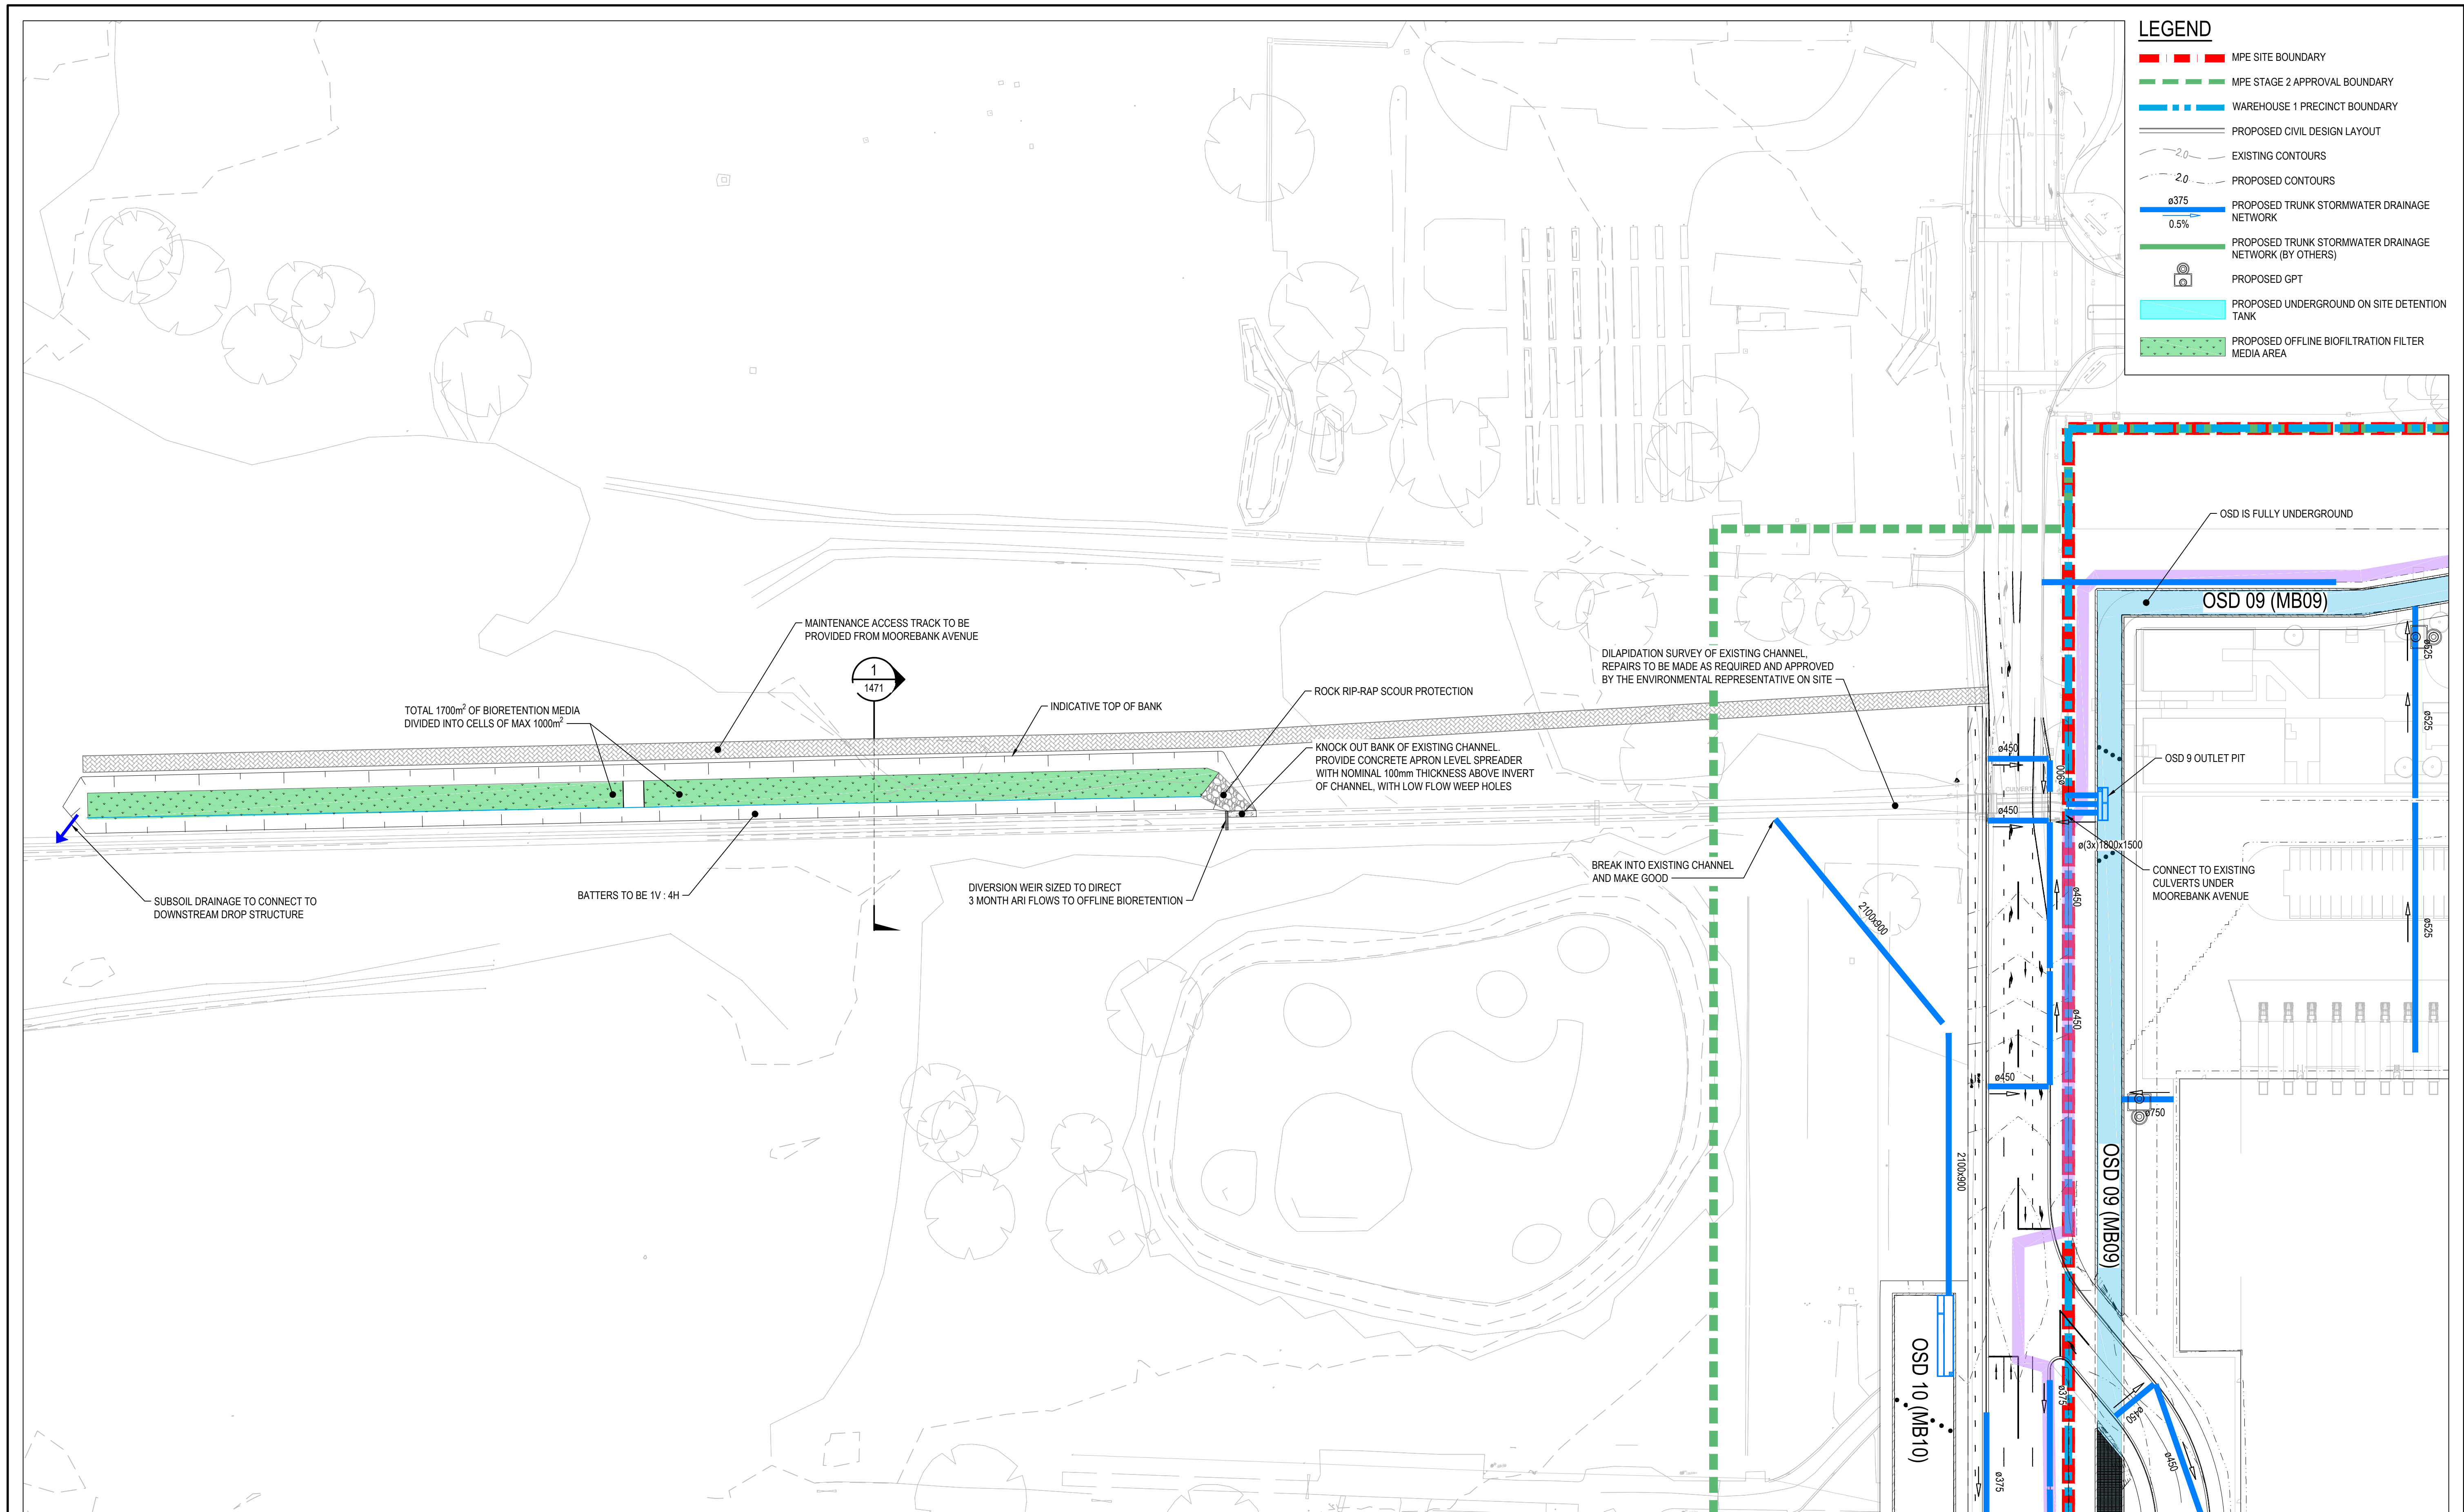 LEGEND
MPE SITE BOUNDARY
MPE STAGE 2 APPROVAL BOUNDARY
WAREHOUSE 1 PRECINCT BOUNDARY
PROPOSED CIVIL DESIGN LAYOUT
2.0
EXISTING CONTOURS
2.0
PROPOSED CONTOURS
ø375
0.5%
PROPOSED TRUNK STORMWATER DRAINAGE
NETWORK
PROPOSED TRUNK STORMWATER DRAINAGE
NETWORK (BY OTHERS)
PROPOSED GPT
PROPOSED UNDERGROUND ON SITE DETENTION
TANK
PROPOSED OFFLINE BIOFILTRATION FILTER
MEDIA AREA
OSD IS FULLY UNDERGROUND
OSD 09 (MB09)
MAINTENANCE ACCESS TRACK TO BE
PROVIDED FROM MOOREBANK AVENUE
1
1471
DILAPIDATION SURVEY OF EXISTING CHANNEL,
REPAIRS TO BE MADE AS REQUIRED AND APPROVED
BY THE ENVIRONMENTAL REPRESENTATIVE ON SITE
ø525
TOTAL 1700m² OF BIORETENTION MEDIA
DIVIDED INTO CELLS OF MAX 1000m²
ROCK RIP-RAP SCOUR PROTECTION
INDICATIVE TOP OF BANK
KNOCK OUT BANK OF EXISTING CHANNEL.
PROVIDE CONCRETE APRON LEVEL SPREADER
WITH NOMINAL 100mm THICKNESS ABOVE INVERT
OF CHANNEL, WITH LOW FLOW WEEP HOLES
ø525
ø450
OSD 9 OUTLET PIT
ø900
CULVERT
ø450
ø(3x)1800x1500
BREAK INTO EXISTING CHANNEL
AND MAKE GOOD
CONNECT TO EXISTING
CULVERTS UNDER
MOOREBANK AVENUE
SUBSOIL DRAINAGE TO CONNECT TO
DOWNSTREAM DROP STRUCTURE
BATTERS TO BE 1V : 4H
DIVERSION WEIR SIZED TO DIRECT
3 MONTH ARI FLOWS TO OFFLINE BIORETENTION
ø450
2100x900
ø525
ø450
ø450
ø750
2100x900
OSD 09 (MB09)
OSD 10 (MB10)
ø375
ø450
ø450
ø375